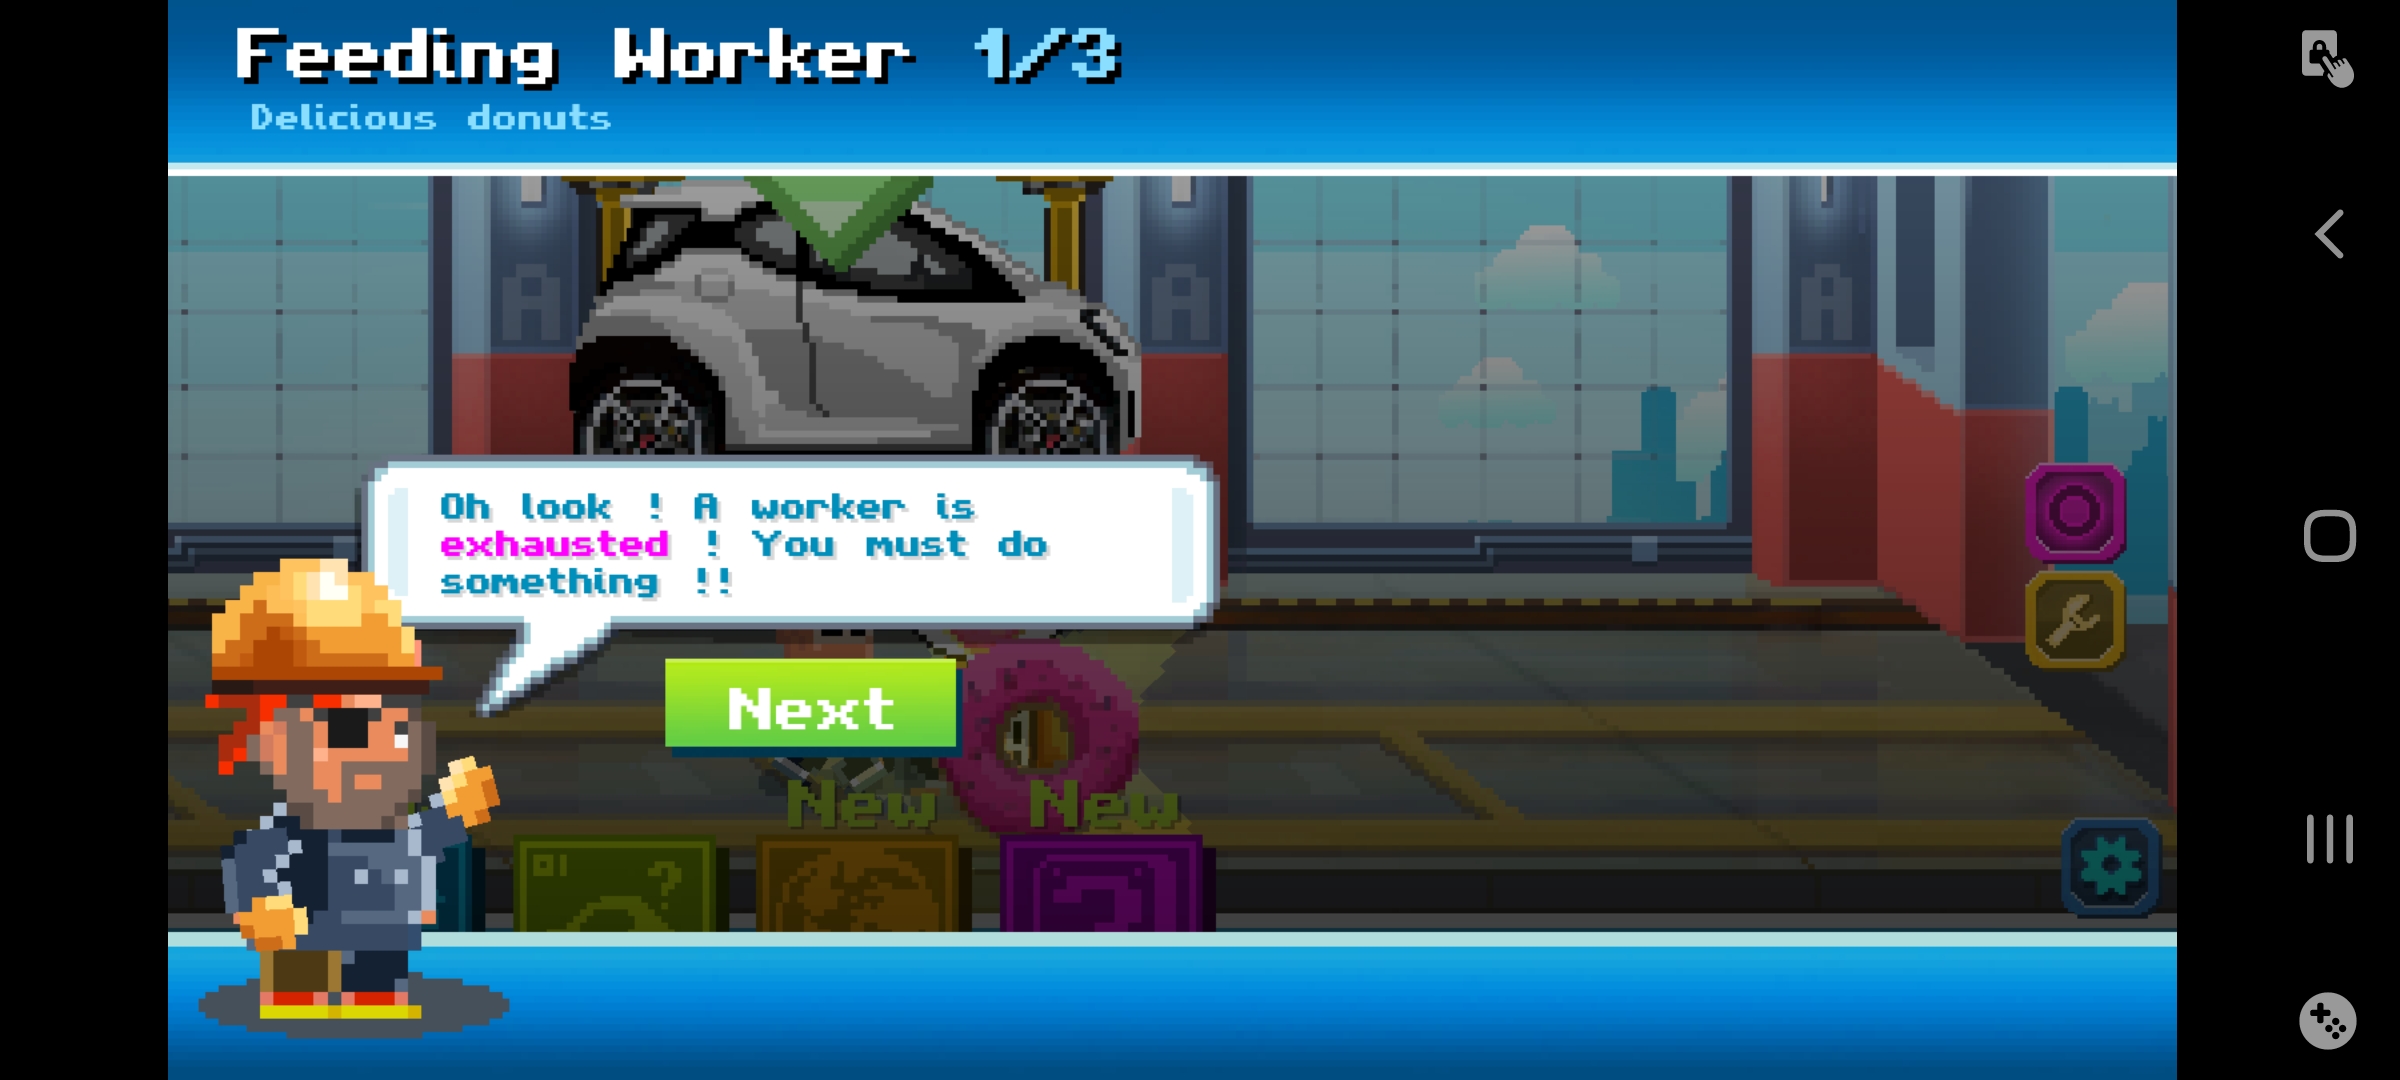 Feeding Worker 1/3
Delicious donuts
A
A
A
Oh look ! A worker is
exhausted ! You must do
something !!
Next
New New
?
?